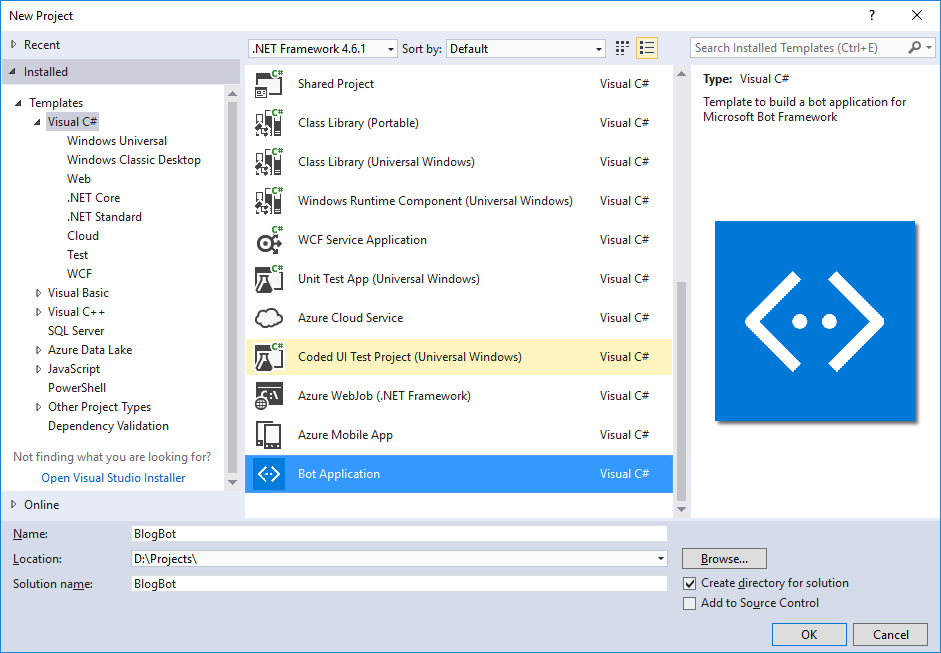 New Project
?
Recent
Installed
.NET Framework 4.6.1
Sort by:
Default
Search Installed Templates (Ctrl+E)
Templates
Visual C#
Windows Universal
Windows Classic Desktop
Web
.NET Core
.NET Standard
Cloud
Test
WCF
Visual Basic
Visual C++
SQL Server
Azure Data Lake
JavaScript
PowerShell
Other Project Types
Dependency Validation
Not finding what you are looking for?
Open Visual Studio Installer
Online
C# Shared Project Visual C#
C# Class Library (Portable) Visual C#
C# Class Library (Universal Windows) Visual C#
C# Windows Runtime Component (Universal Windows) Visual C#
C# WCF Service Application Visual C#
C# Unit Test App (Universal Windows) Visual C#
Azure Cloud Service Visual C#
C# Coded UI Test Project (Universal Windows) Visual C#
C:\ Azure WebJob (.NET Framework) Visual C#
Azure Mobile App Visual C#
Bot Application Visual C#
Type: Visual C#
Template to build a bot application for
Microsoft Bot Framework
Name: BlogBot
Location: D:\Projects\
Browse...
Solution name: BlogBot
Create directory for solution
Add to Source Control
OK
Cancel